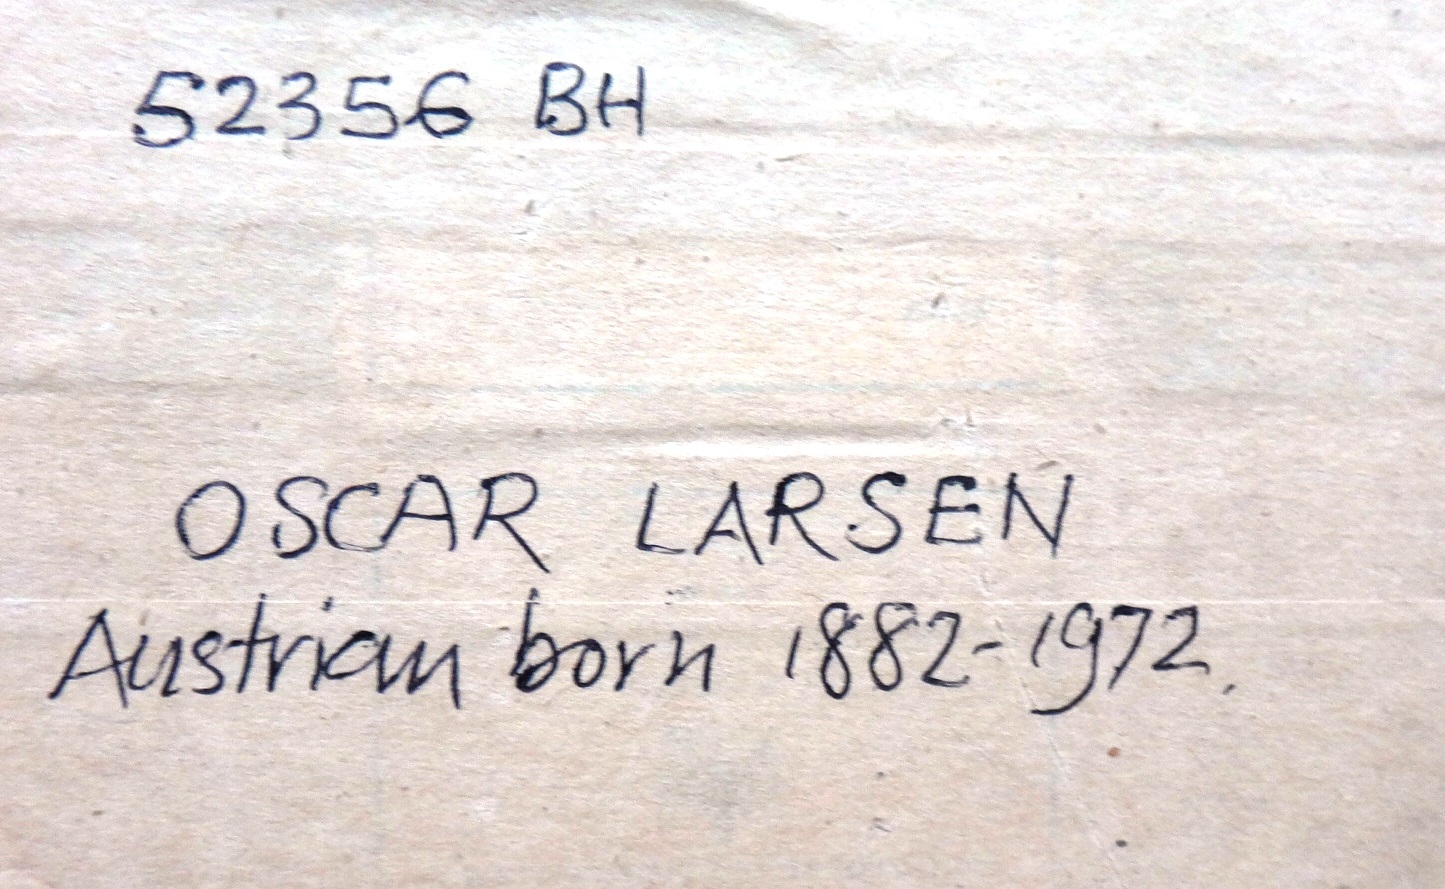 52356 BH
OSCAR LARSEN
Austrian born 1882-1972.